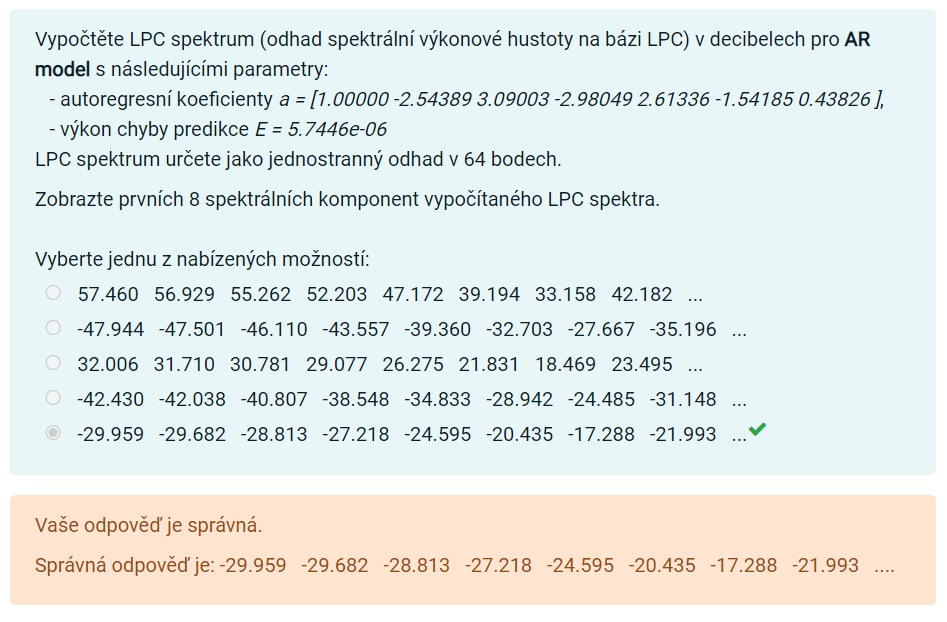 Vypočtěte LPC spektrum (odhad spektrální výkonové hustoty na bázi LPC) v decibelech pro AR
model s následujícími parametry:
- autoregresní koeficienty a = [1.00000 -2.54389 3.09003 -2.98049 2.61336 -1.54185 0.43826 ],
- výkon chyby predikce E = 5.7446e-06
LPC spektrum určete jako jednostranný odhad v 64 bodech.
Zobrazte prvních 8 spektrálních komponent vypočítaného LPC spektra.
Vyberte jednu z nabízených možností:
57.460 56.929 55.262 52.203 47.172 39.194 33.158 42.182 ...
-47.944 -47.501 -46.110 -43.557 -39.360 -32.703 -27.667 -35.196 ...
32.006 31.710 30.781 29.077 26.275 21.831 18.469 23.495 ...
-42.430 -42.038 -40.807 -38.548 -34.833 -28.942 -24.485 -31.148 ...
-29.959 -29.682 -28.813 -27.218 -24.595 -20.435 -17.288 -21.993 ...
Vaše odpověď je správná.
Správná odpověď je: -29.959 -29.682 -28.813 -27.218 -24.595 -20.435 -17.288 -21.993 ....